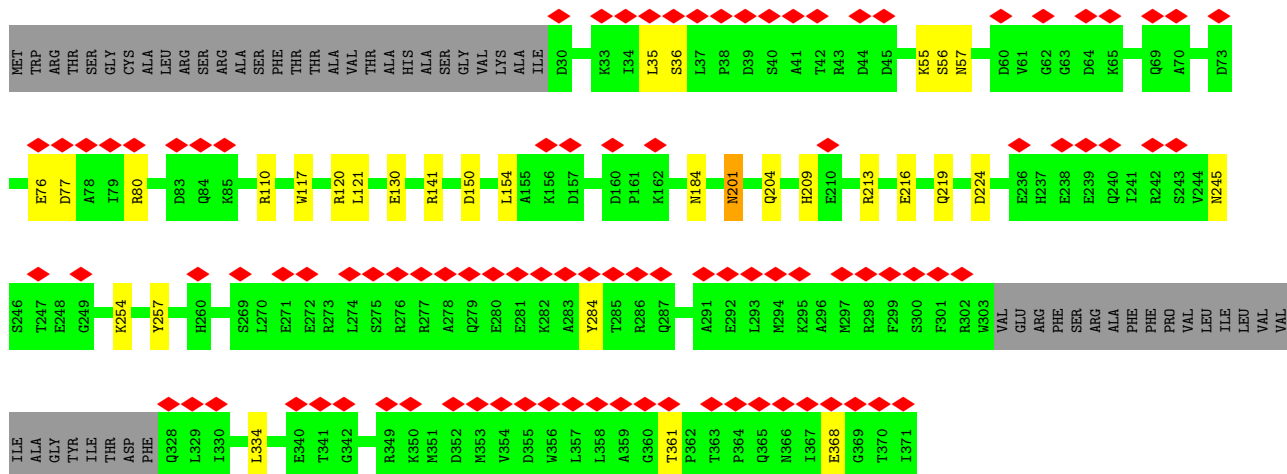 MET TRP ARG THR SER GLY CYS ALA LEU ARG SER ARG ALA SER PHE THR THR ALA VAL THR ALA HIS ALA SER GLY VAL LYS ALA ILE D30 K33 I34 L35 S36 L37 P38 D39 S40 A41 T42 R43 D44 D45 K55 S56 N57 D60 V61 G62 G63 D64 K65 Q69 A70 D73
E76 D77 A78 I79 R80 D83 Q84 K85 R110 W117 R120 L121 E130 R141 D150 L154 A155 K156 D157 D160 P161 K162 N184 N201 Q204 H209 E210 R213 E216 Q219 D224 E236 H237 E238 E239 Q240 I241 R242 S243 V244 N245
S246 T247 E248 G249 K254 Y257 H260 S269 L270 E271 E272 R273 L274 S275 R276 R277 A278 Q279 E280 E281 K282 A283 Y284 T285 R286 Q287 A291 E292 L293 M294 K295 A296 M297 R298 F299 S300 F301 R302 W303 VAL GLU ARG PHE SER ARG ALA PHE PHE PRO VAL LEU ILE LEU VAL VAL
ILE ALA GLY TYR ILE THR ASP PHE Q328 L329 I330 L334 E340 T341 G342 R349 K350 M351 D352 M353 V354 D355 W356 L357 L358 A359 G360 T361 P362 T363 P364 Q365 N366 I367 E368 G369 T370 I371